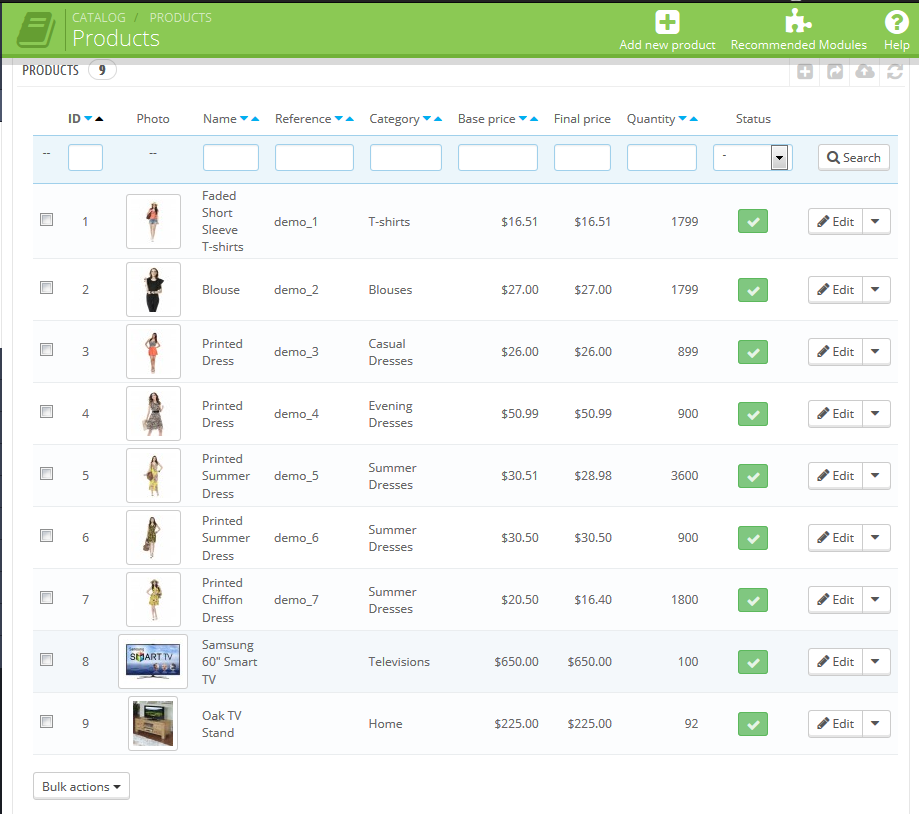 CATALOG / PRODUCTS
Products
Add new product
Recommended Modules
Help
PRODUCTS 9
ID Photo Name Reference Category Base price Final price Quantity Status
-- -- - Search
Faded
Short
1 Sleeve demo_1 T-shirts $16.51 $16.51 1799 Edit
T-shirts
2 Blouse demo_2 Blouses $27.00 $27.00 1799 Edit
Printed Casual
3 demo_3 $26.00 $26.00 899 Edit
Dress Dresses
Printed Evening
4 demo_4 $50.99 $50.99 900 Edit
Dress Dresses
Printed Summer
5 Summer demo_5 $30.51 $28.98 3600 Edit
Dress Dresses
Printed Summer
6 Summer demo_6 $30.50 $30.50 900 Edit
Dress Dresses
Printed Summer
7 Chiffon demo_7 $20.50 $16.40 1800 Edit
Dress Dresses
Samsung
SMART TV
8 60" Smart Televisions $650.00 $650.00 100 Edit
TV
Oak TV
9 Home $225.00 $225.00 92 Edit
Stand
Bulk actions